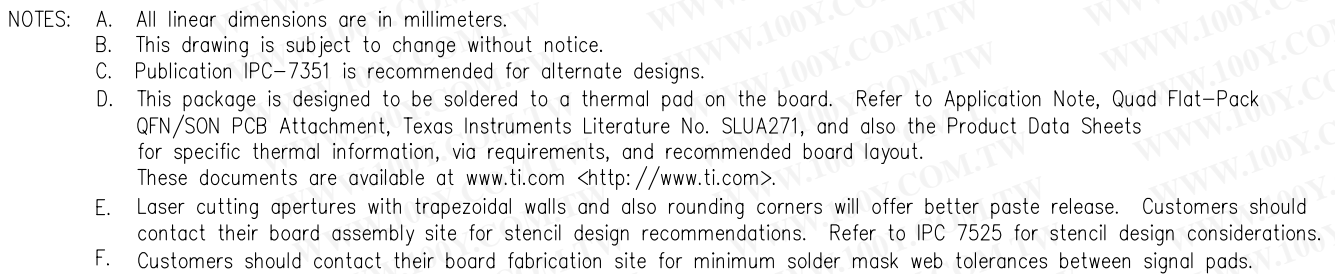 NOTES: A. All linear dimensions are in millimeters.
B. This drawing is subject to change without notice.
C. Publication IPC-7351 is recommended for alternate designs.
D. This package is designed to be soldered to a thermal pad on the board. Refer to Application Note, Quad Flat-Pack
QFN/SON PCB Attachment, Texas Instruments Literature No. SLUA271, and also the Product Data Sheets
for specific thermal information, via requirements, and recommended board layout.
These documents are available at www.ti.com <http://www.ti.com>.
E. Laser cutting apertures with trapezoidal walls and also rounding corners will offer better paste release. Customers should
contact their board assembly site for stencil design recommendations. Refer to IPC 7525 for stencil design considerations.
F. Customers should contact their board fabrication site for minimum solder mask web tolerances between signal pads.
WWW.100Y.COM.TW